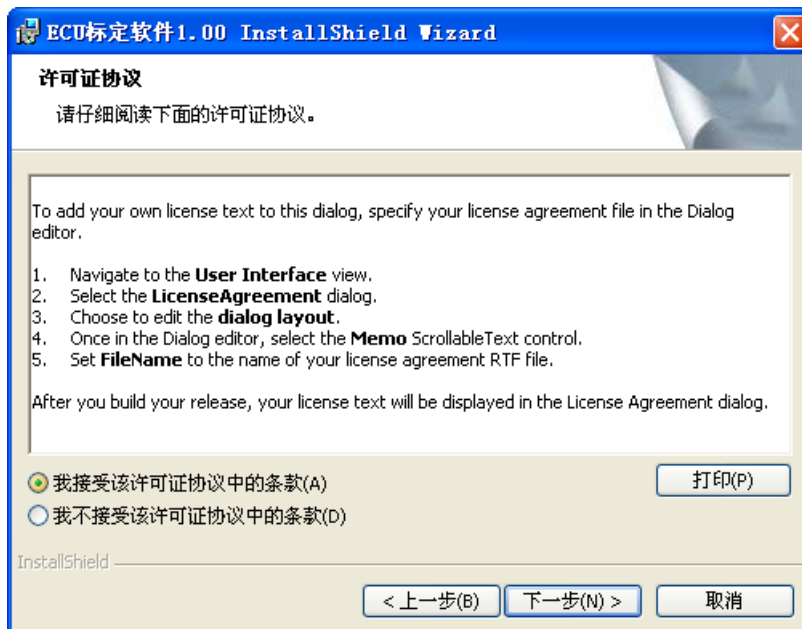 ECU标定软件1.00 InstallShield Wizard
许可证协议
请仔细阅读下面的许可证协议。
To add your own license text to this dialog, specify your license agreement file in the Dialog
editor.
1. Navigate to the User Interface view.
2. Select the LicenseAgreement dialog.
3. Choose to edit the dialog layout.
4. Once in the Dialog editor, select the Memo ScrollableText control.
5. Set FileName to the name of your license agreement RTF file.
After you build your release, your license text will be displayed in the License Agreement dialog.
我接受该许可证协议中的条款(A)
打印(P)
我不接受该许可证协议中的条款(D)
InstallShield
< 上一步(B)
下一步(N) >
取消